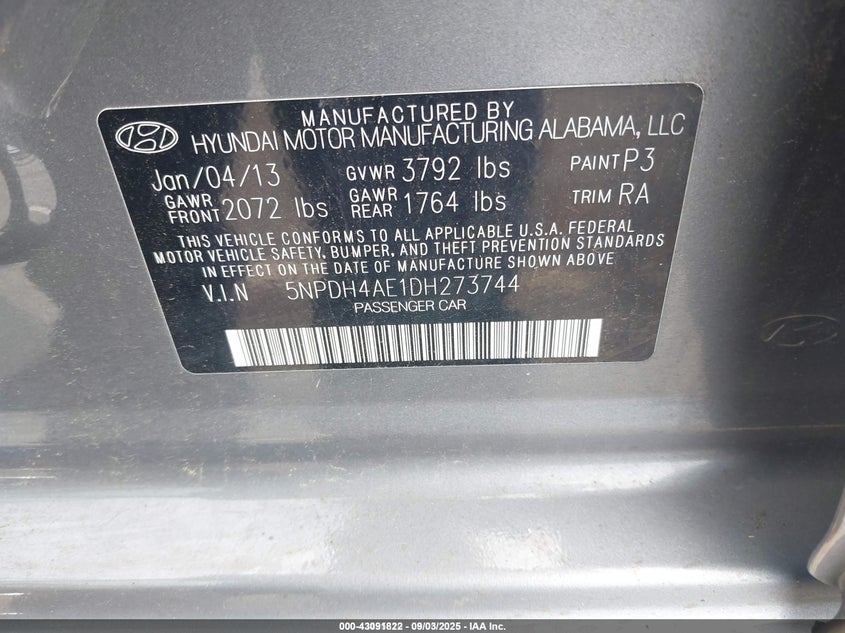 MANUFACTURED BY
HYUNDAI MOTOR MANUFACTURING ALABAMA, LLC
Jan/04/13 GVWR 3792 lbs PAINT P3
GAWR FRONT 2072 lbs GAWR REAR 1764 lbs TRIM RA
THIS VEHICLE CONFORMS TO ALL APPLICABLE U.S.A. FEDERAL
MOTOR VEHICLE SAFETY, BUMPER, AND THEFT PREVENTION STANDARDS
IN EFFECT ON THE DATE OF MANUFACTURE SHOWN ABOVE.
V.I.N 5NPDH4AE1DH273744
PASSENGER CAR
000-43091822 - 09/03/2025 - IAA Inc.